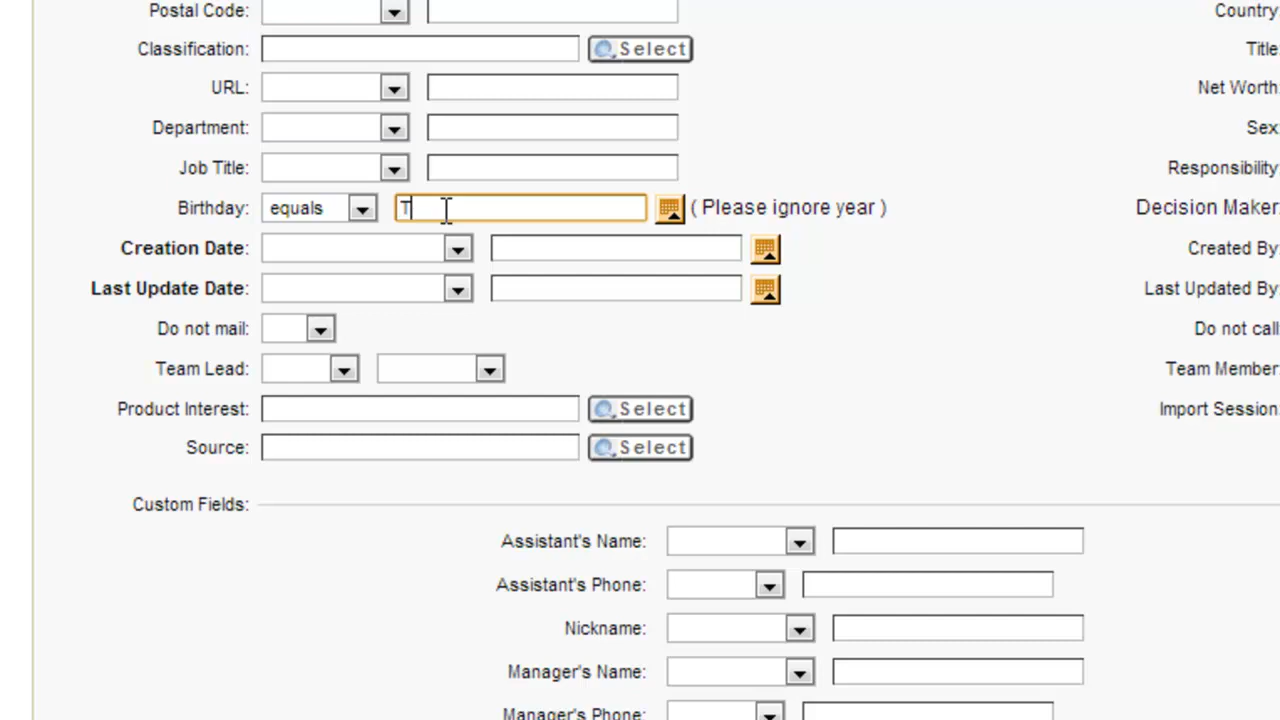 Postal Code: Country:
Classification: Select Title:
URL: Net Worth:
Department: Sex:
Job Title: Responsibility:
Birthday: equals T ( Please ignore year ) Decision Maker:
Creation Date: Created By:
Last Update Date: Last Updated By:
Do not mail: Do not call
Team Lead: Team Member:
Product Interest: Select Import Session:
Source: Select
Custom Fields:
Assistant's Name:
Assistant's Phone:
Nickname:
Manager's Name:
Manager's Phone: